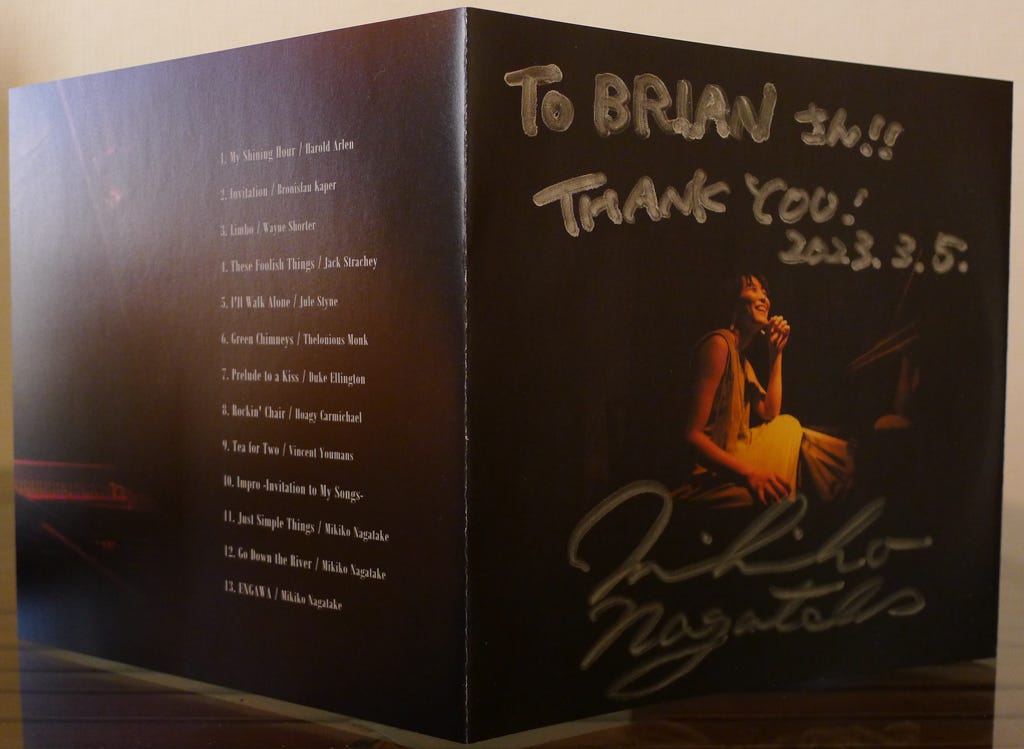 1. My Shining Hour / Harold Arlen
2. Invitation / Bronislau Kaper
3. Limbo / Wayne Shorter
4. These Foolish Things / Jack Strachey
5. I'll Walk Alone / Jule Styne
6. Green Chimneys / Thelonious Monk
7. Prelude to a Kiss / Duke Ellington
8. Rockin' Chair / Hoagy Carmichael
9. Tea for Two / Vincent Youmans
10. Impro -Invitation to My Songs-
11. Just Simple Things / Mikiko Nagatake
12. Go Down the River / Mikiko Nagatake
13. ENGAWA / Mikiko Nagatake
To BRIAN さん!!
THANK YOU!
2023.3.5.
Mikiko
Nagatake